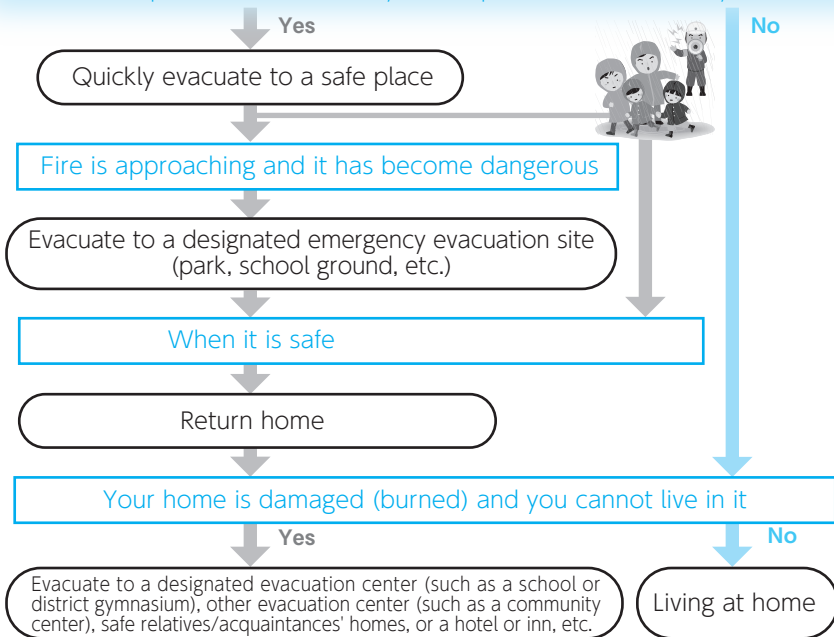 Yes
No
Quickly evacuate to a safe place
Fire is approaching and it has become dangerous
Evacuate to a designated emergency evacuation site
(park, school ground, etc.)
When it is safe
Return home
Your home is damaged (burned) and you cannot live in it
Yes
No
Evacuate to a designated evacuation center (such as a school or
district gymnasium), other evacuation center (such as a community
center), safe relatives/acquaintances' homes, or a hotel or inn, etc.
Living at home